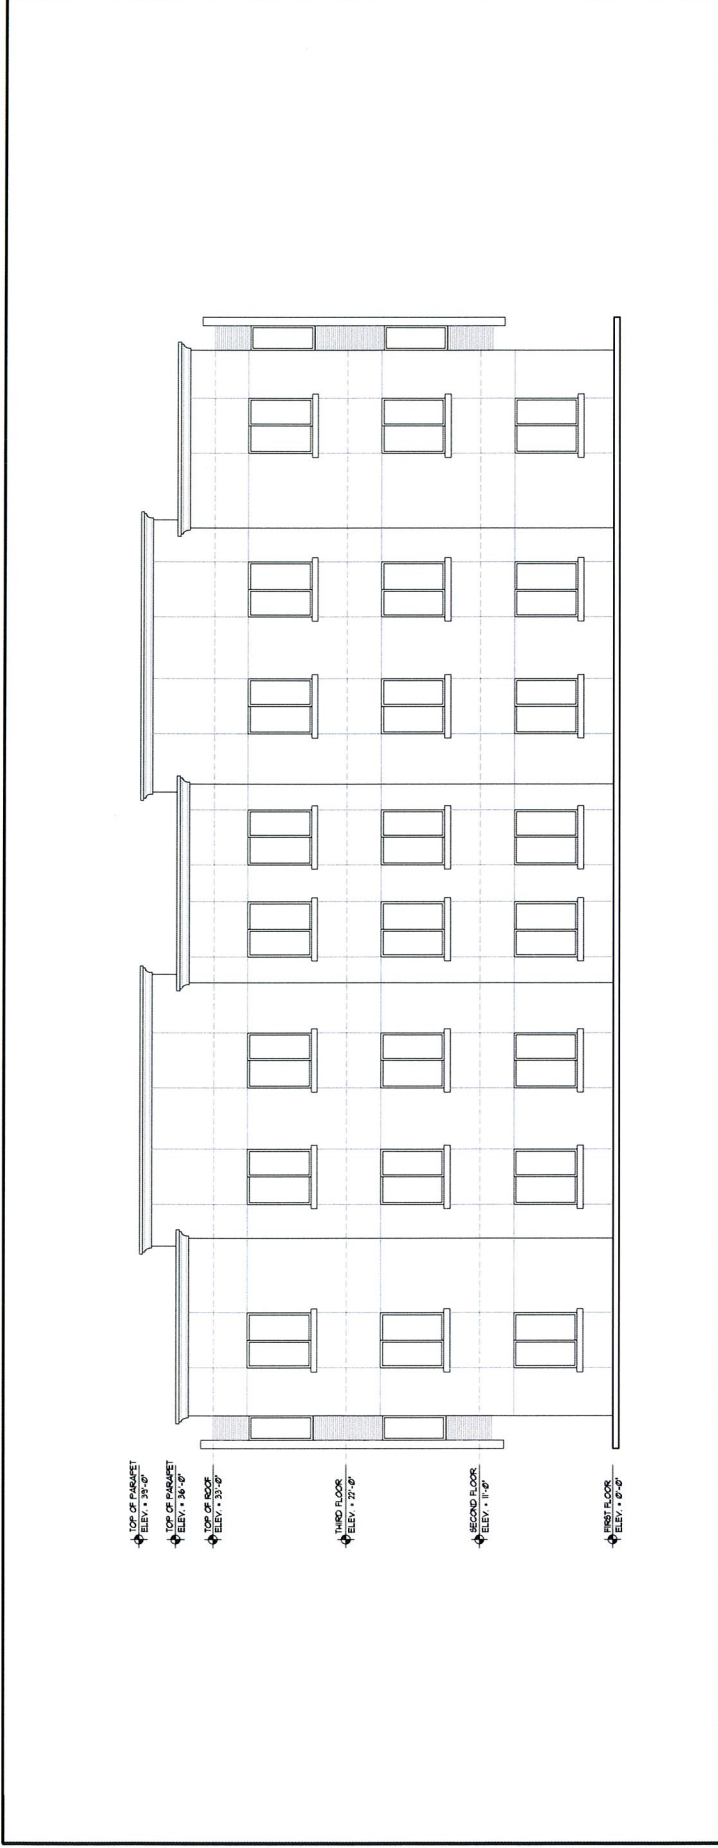 TOP OF PARAPET
ELEV. = 39'-0"
TOP OF PARAPET
ELEV. = 36'-0"
TOP OF ROOF
ELEV. = 33'-0"
THIRD FLOOR
ELEV. = 22'-0"
SECOND FLOOR
ELEV. = 11'-0"
FIRST FLOOR
ELEV. = 0'-0"